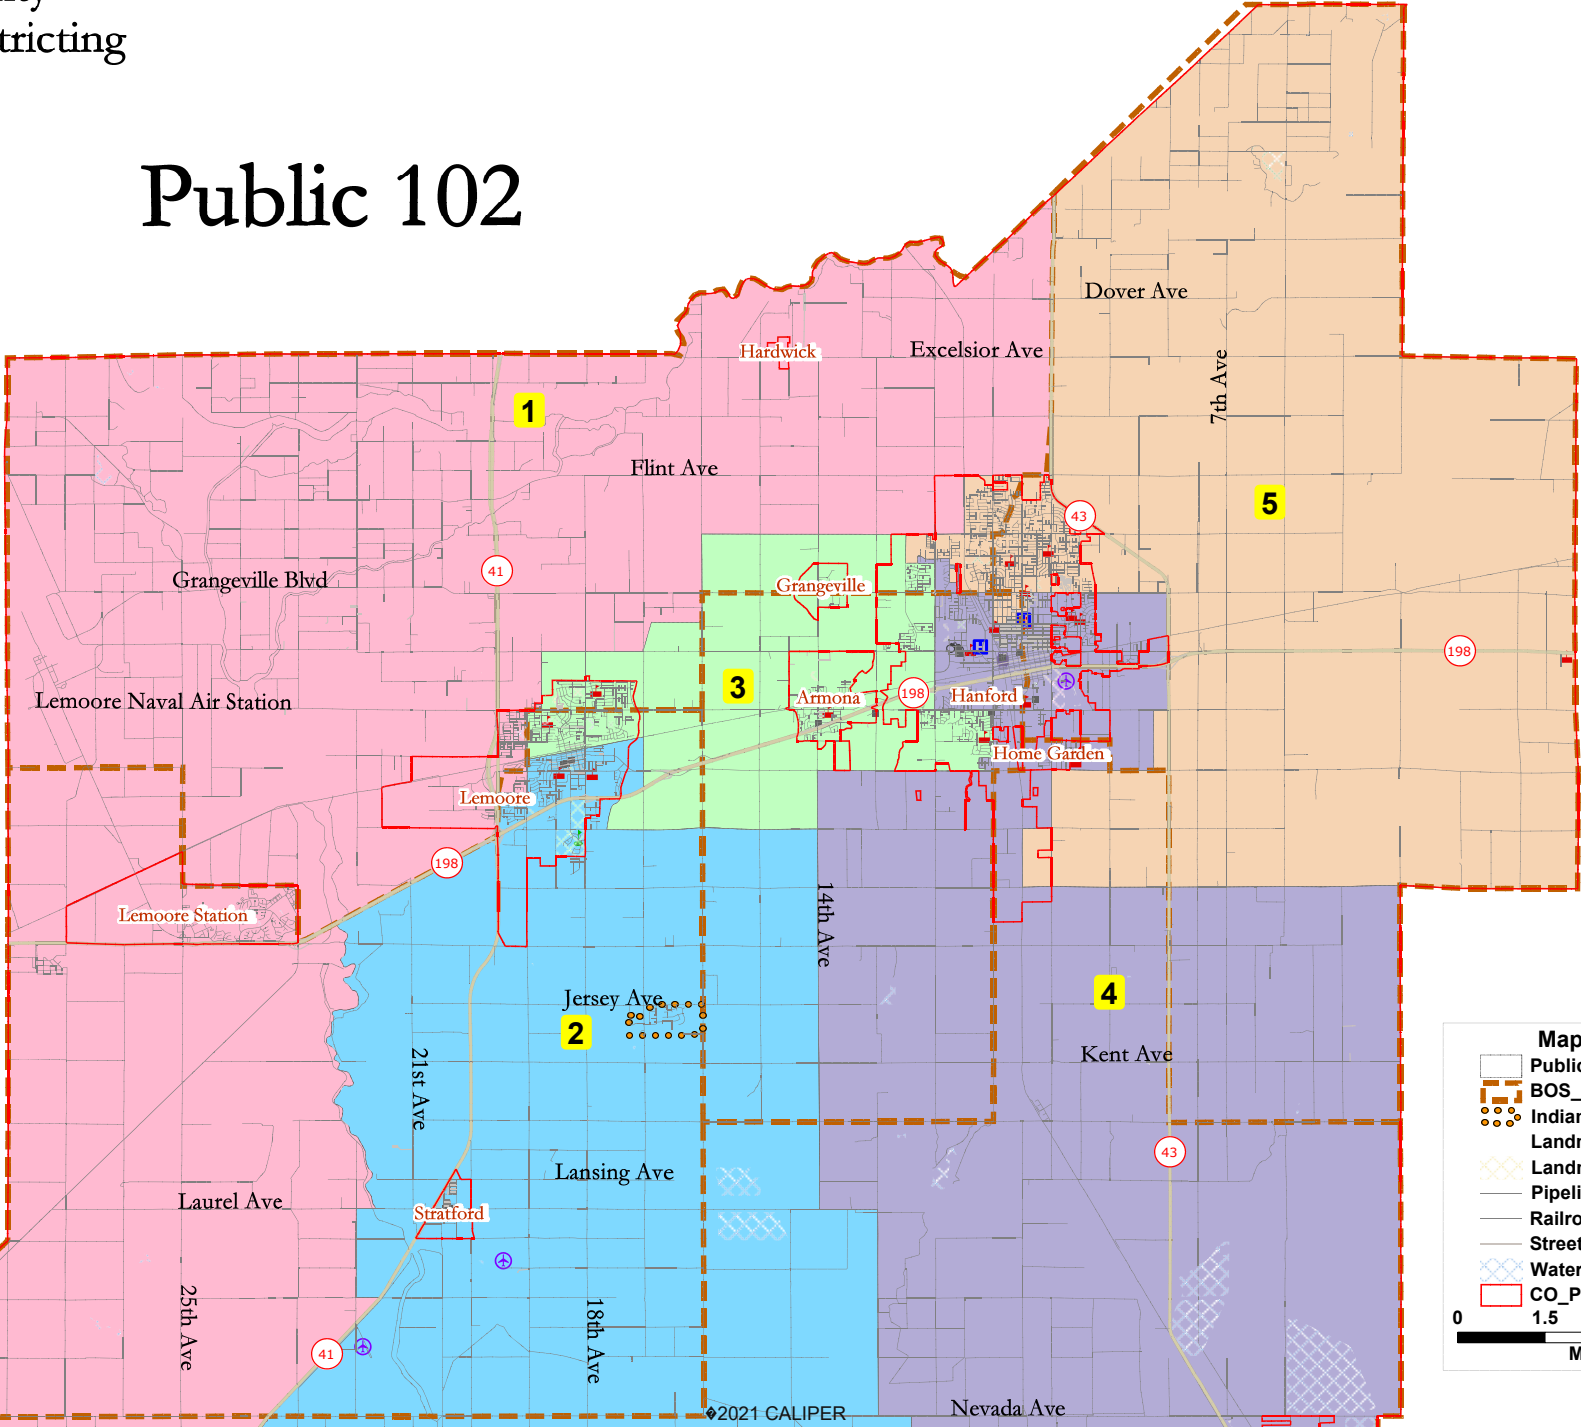 tricting
Public 102
Dover Ave
Hardwick
Excelsior Ave
7th Ave
1
Flint Ave
5
43
41
Grangeville Blvd
Grangeville
198
Lemoore Naval Air Station
3
Armona
198
Hanford
Home Garden
Lemoore
198
Lemoore Station
14th Ave
Jersey Ave
2
4
Kent Ave
21st Ave
43
Lansing Ave
Laurel Ave
Stratford
25th Ave
18th Ave
41
Nevada Ave
�2021 CALIPER
Map
Public
BOS_
Indian
Landr
Landr
Pipeli
Railro
Street
Water
CO_P
0 1.5
M